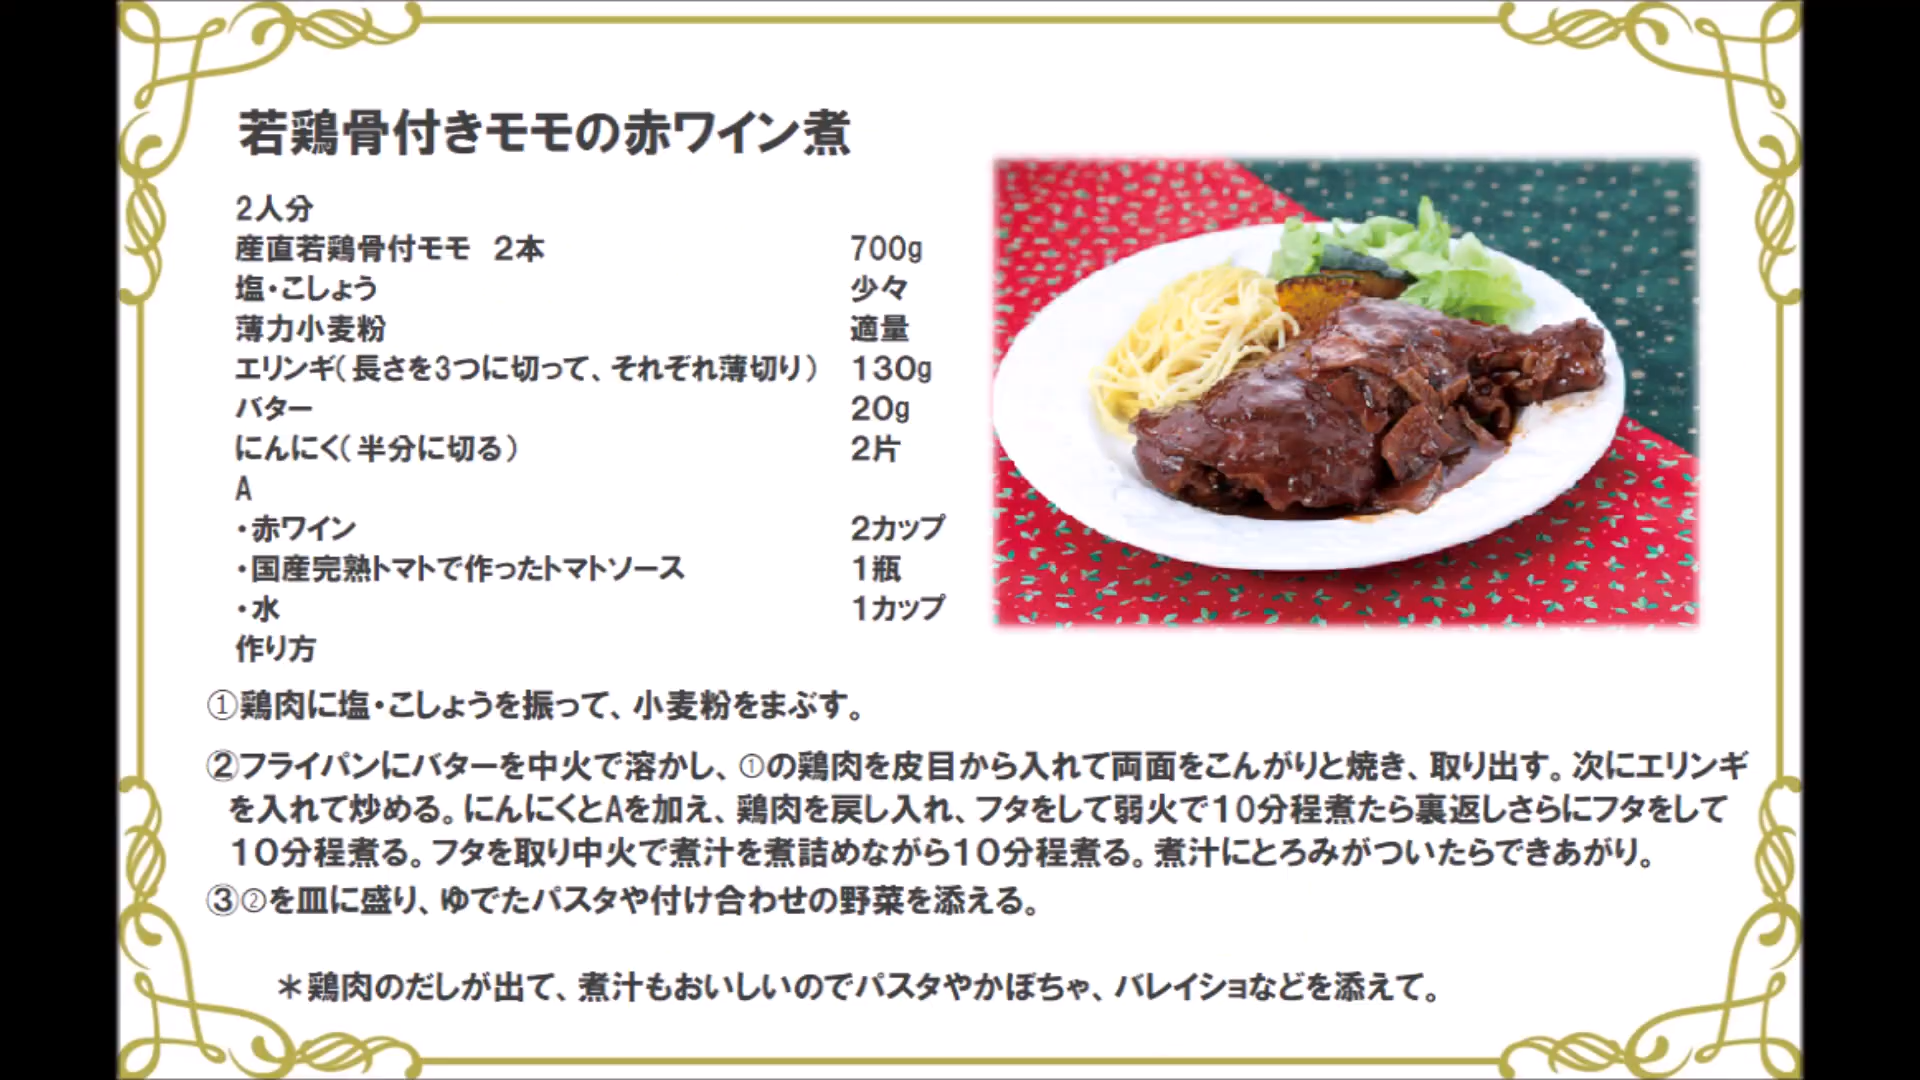 若鶏骨付きモモの赤ワイン煮
2人分
産直若鶏骨付モモ　2本　700g
塩・こしょう　少々
薄力小麦粉　適量
エリンギ（長さを3つに切って、それぞれ薄切り）　130g
バター　20g
にんにく（半分に切る）　2片
A
・赤ワイン　2カップ
・国産完熟トマトで作ったトマトソース　1瓶
・水　1カップ
作り方
①鶏肉に塩・こしょうを振って、小麦粉をまぶす。
②フライパンにバターを中火で溶かし、①の鶏肉を皮目から入れて両面をこんがりと焼き、取り出す。次にエリンギ
を入れて炒める。にんにくとAを加え、鶏肉を戻し入れ、フタをして弱火で10分程煮たら裏返しさらにフタをして
10分程煮る。フタを取り中火で煮汁を煮詰めながら10分程煮る。煮汁にとろみがついたらできあがり。
③②を皿に盛り、ゆでたパスタや付け合わせの野菜を添える。
＊鶏肉のだしが出て、煮汁もおいしいのでパスタやかぼちゃ、バレイショなどを添えて。